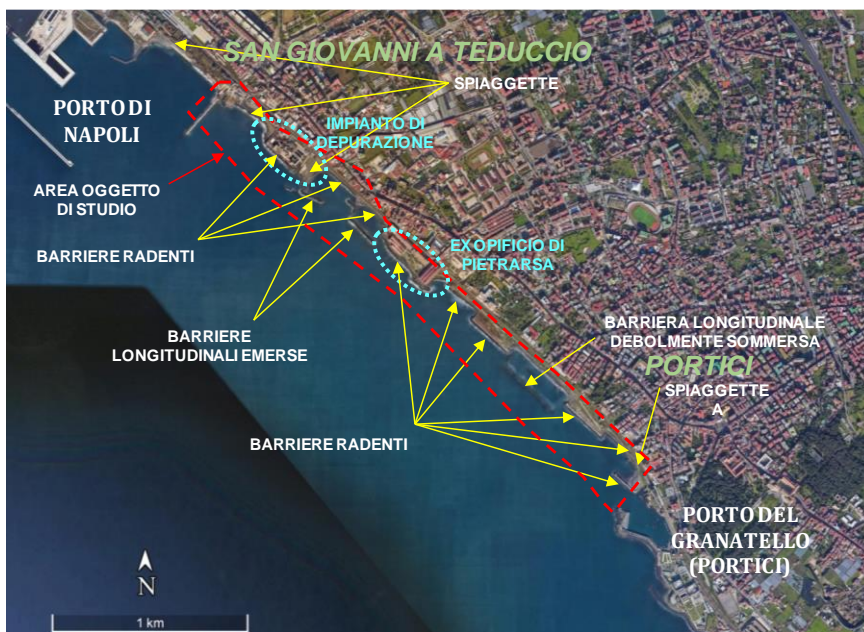 SAN GIOVANNI A TEDUCCIO
SPIAGGETTE
PORTO DI
NAPOLI
IMPIANTO DI
DEPURAZIONE
AREA OGGETTO
DI STUDIO
BARRIERE RADENTI
EX OPIFICIO DI
PIETRARSA
BARRIERE
LONGITUDINALI EMERSE
BARRIERA LONGITUDINALE
DEBOLMENTE SOMMERSA
PORTICI
SPIAGGETTE
A
BARRIERE RADENTI
PORTO DEL
GRANATELLO
(PORTICI)
N
1 km